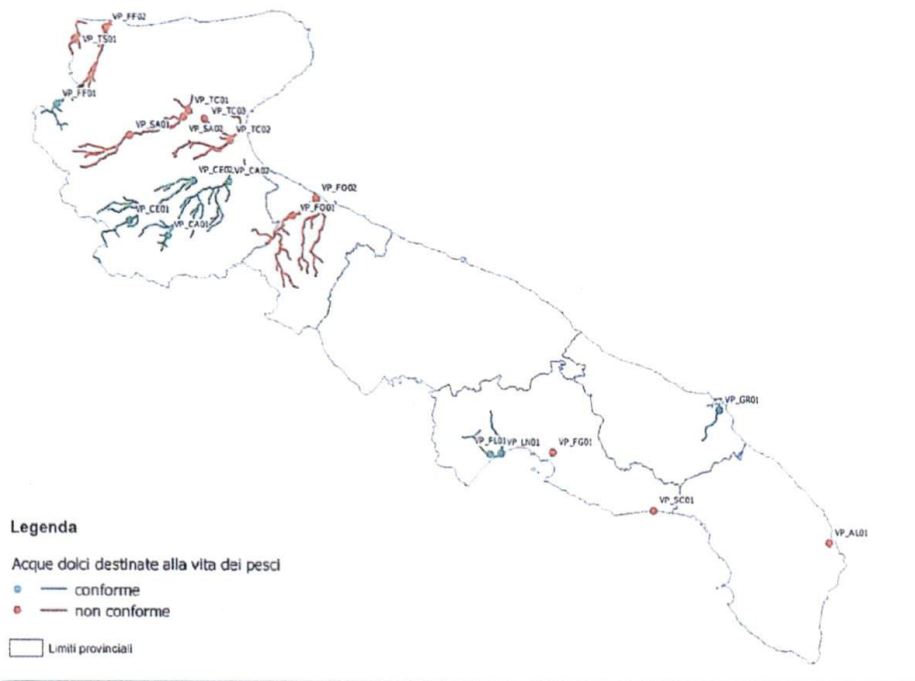 VP_FF02
VP_TS01
VP_FF01
VP_TC01
VP_TC03
VP_SA01
VP_SA02
VP_TC02
VP_CE02
VP_CA02
VP_FO02
VP_CE01
VP_FO01
VP_CA01
VP_GR01
VP_FL01
VP_LN01
VP_FG01
VP_SC01
VP_AL01
Legenda
Acque dolci destinate alla vita dei pesci
conforme
non conforme
Limiti provinciali